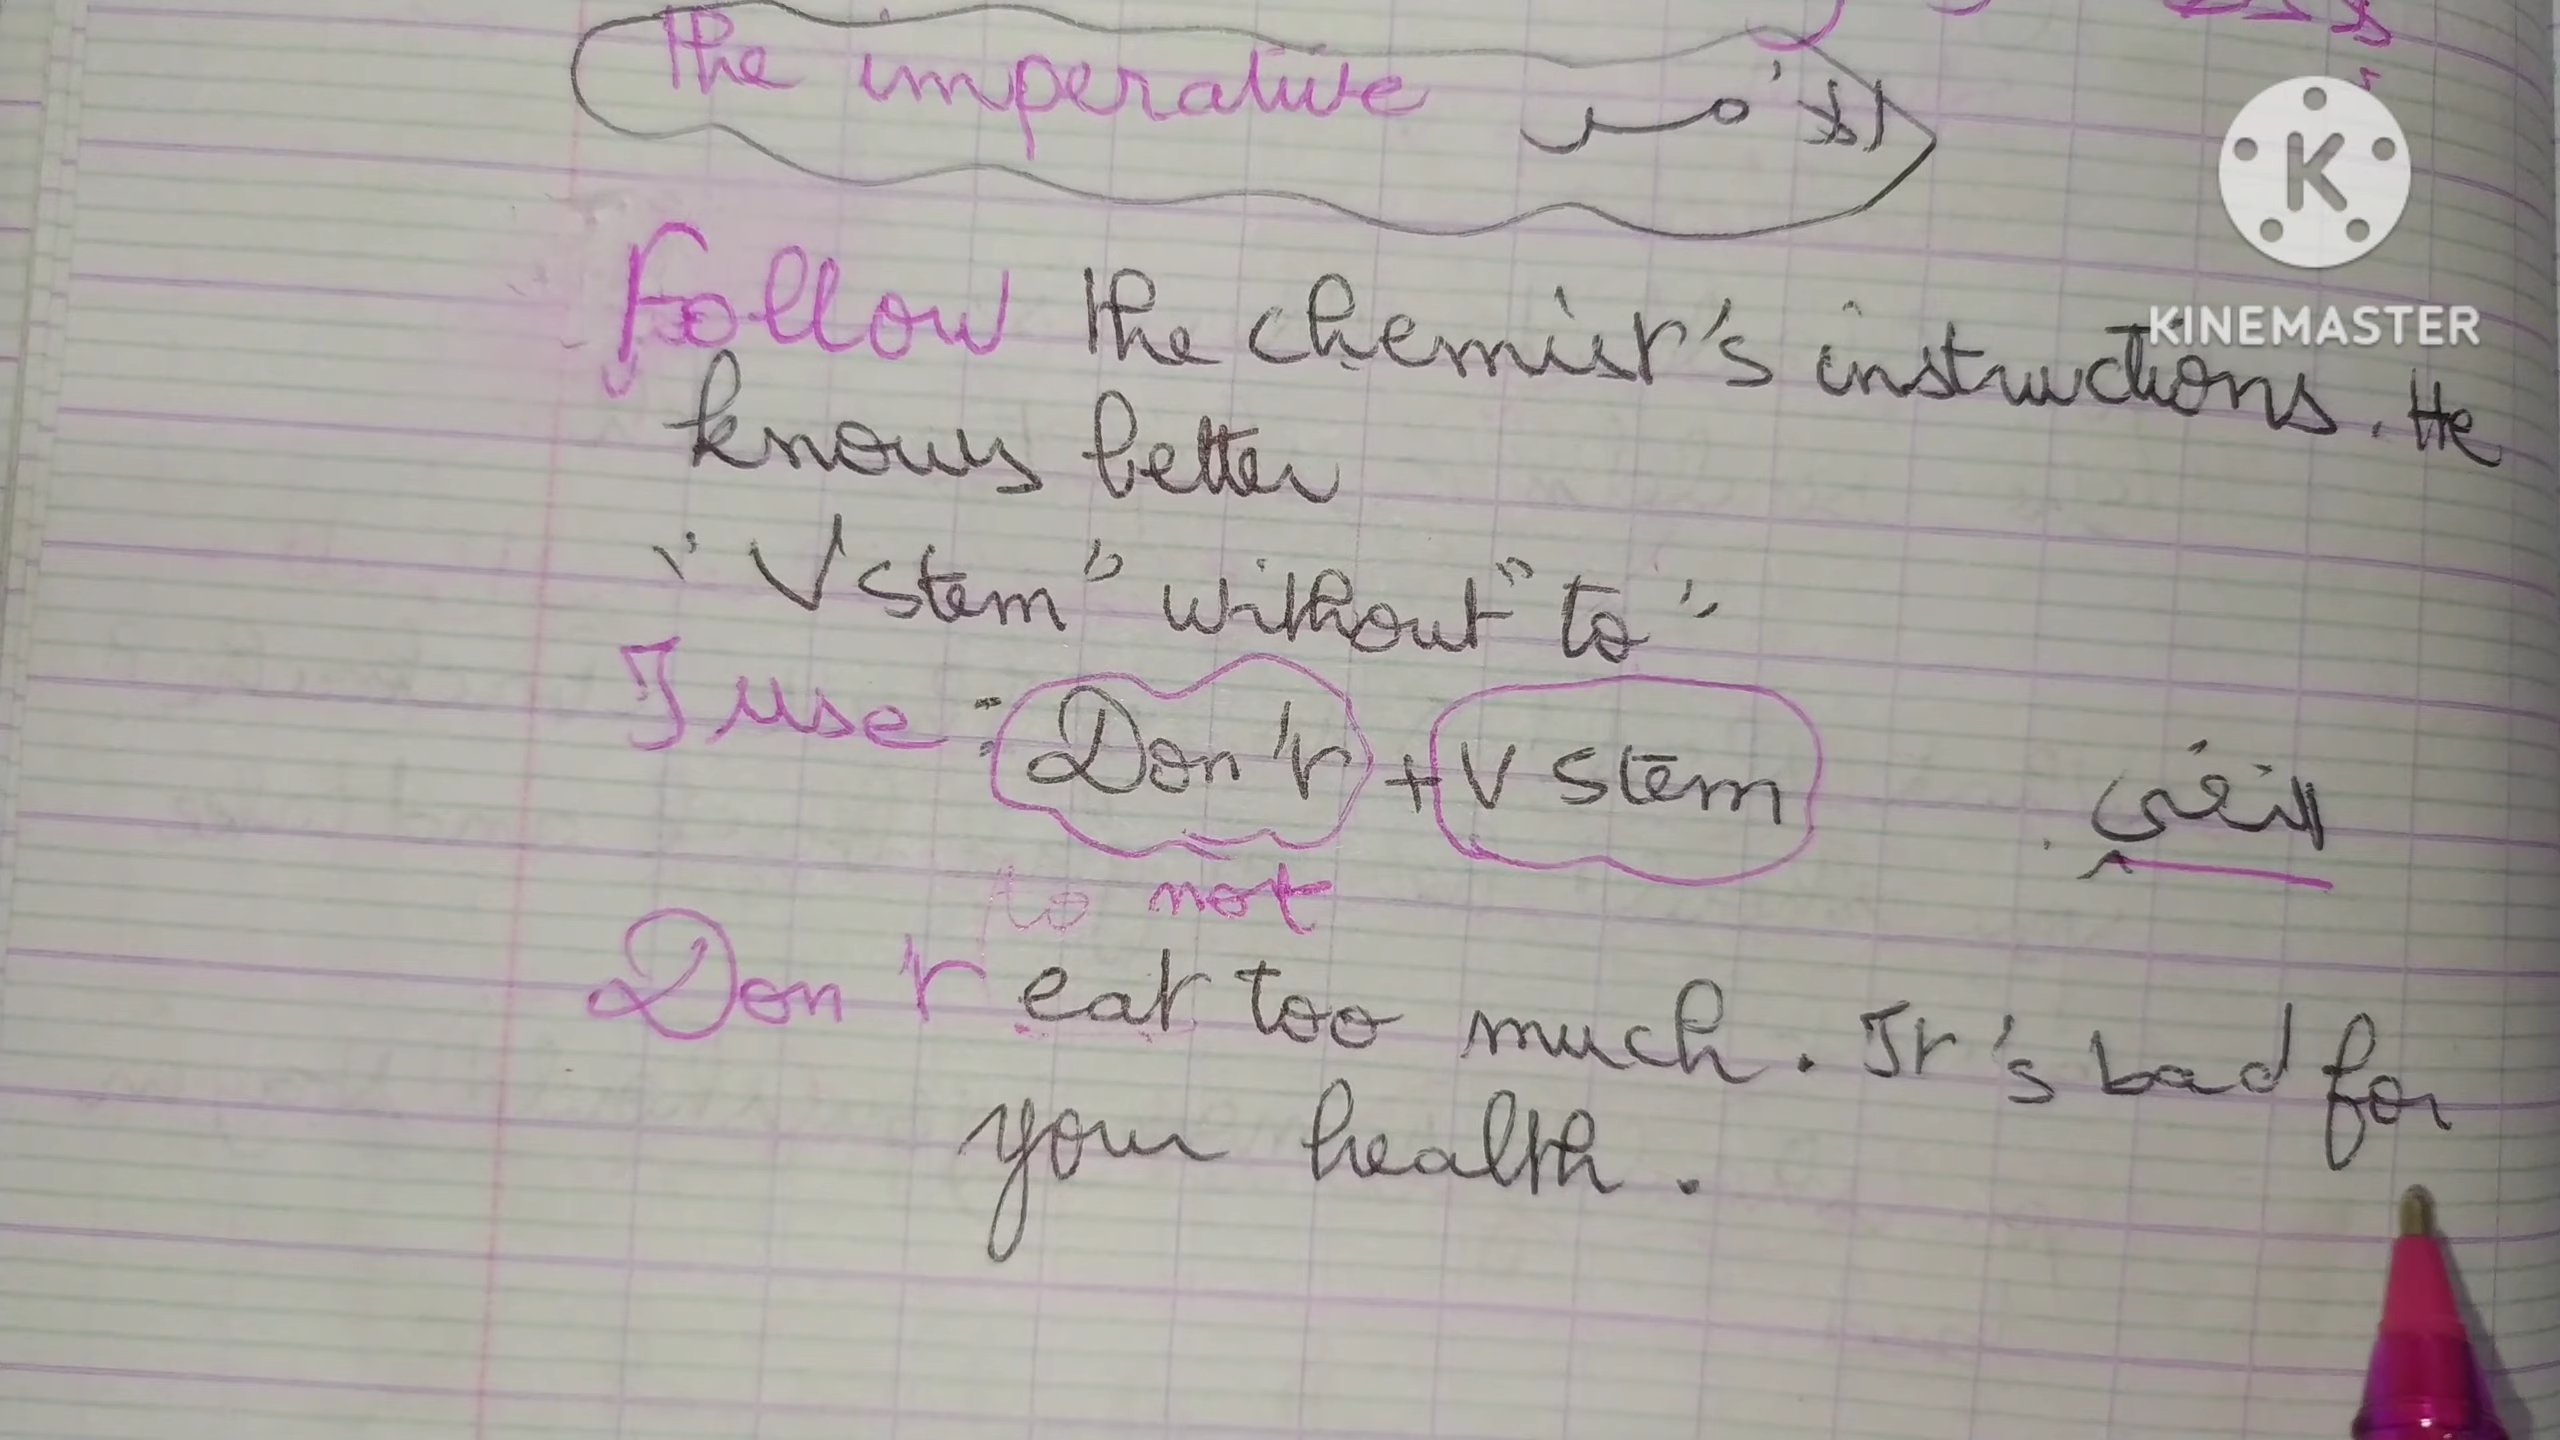 the imperative الأمر
Follow the chemist's instructions. He
knows better
"V stem" without "to"
I use: Don't + V stem النفي
to not
Don't eat too much. It's bad for
your health.
KINEMASTER